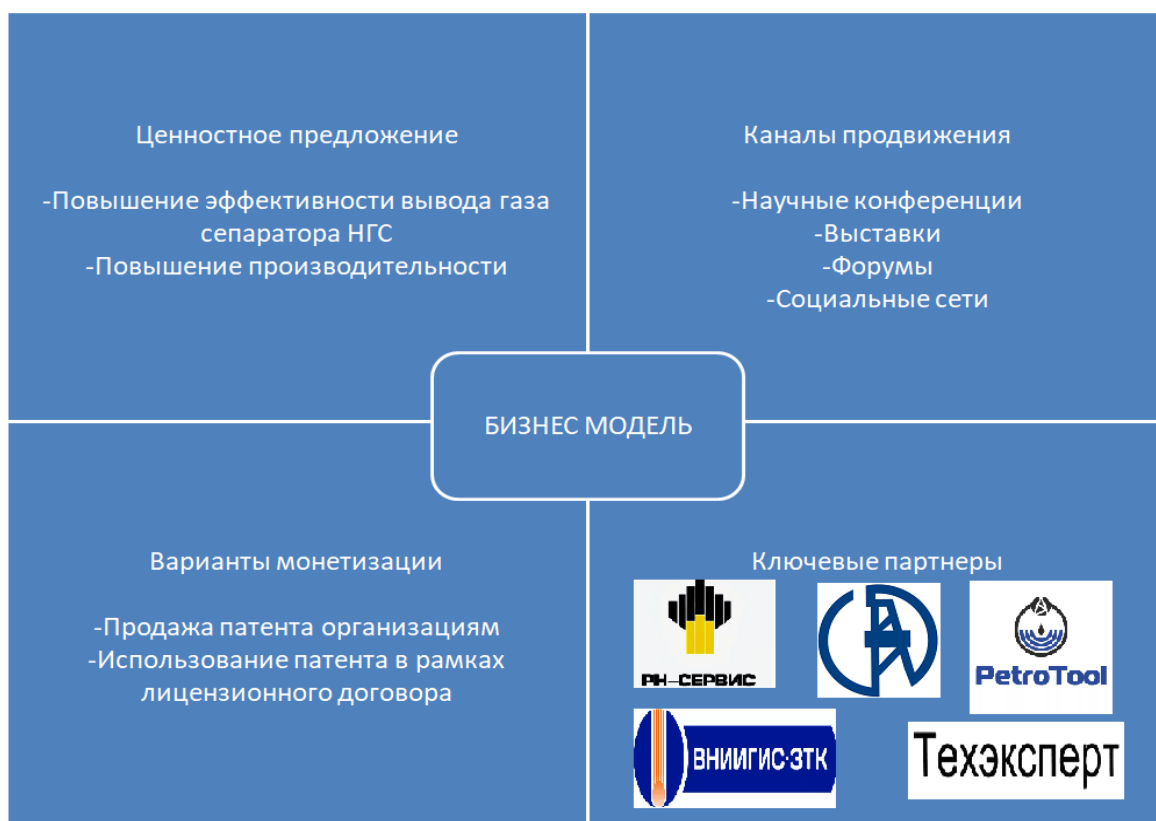 Ценностное предложение
-Повышение эффективности вывода газа
сепаратора НГС
-Повышение производительности
Каналы продвижения
-Научные конференции
-Выставки
-Форумы
-Социальные сети
БИЗНЕС МОДЕЛЬ
Варианты монетизации
-Продажа патента организациям
-Использование патента в рамках
лицензионного договора
Ключевые партнеры
РН-СЕРВИС
PetroTool
ВНИИГИС-ЗТК
Техэксперт